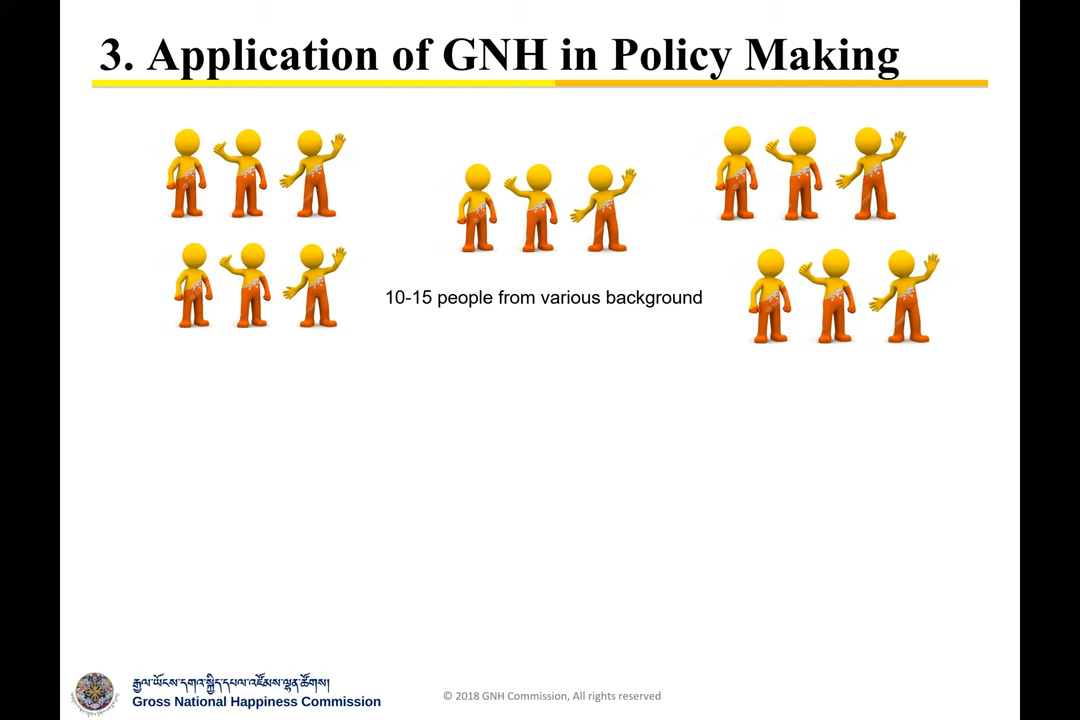 3. Application of GNH in Policy Making
10-15 people from various background
རྒྱལ་ཡོངས་དགའ་སྐྱིད་དཔལ་འཛོམས་ལྷན་ཚོགས།
Gross National Happiness Commission
© 2018 GNH Commission, All rights reserved